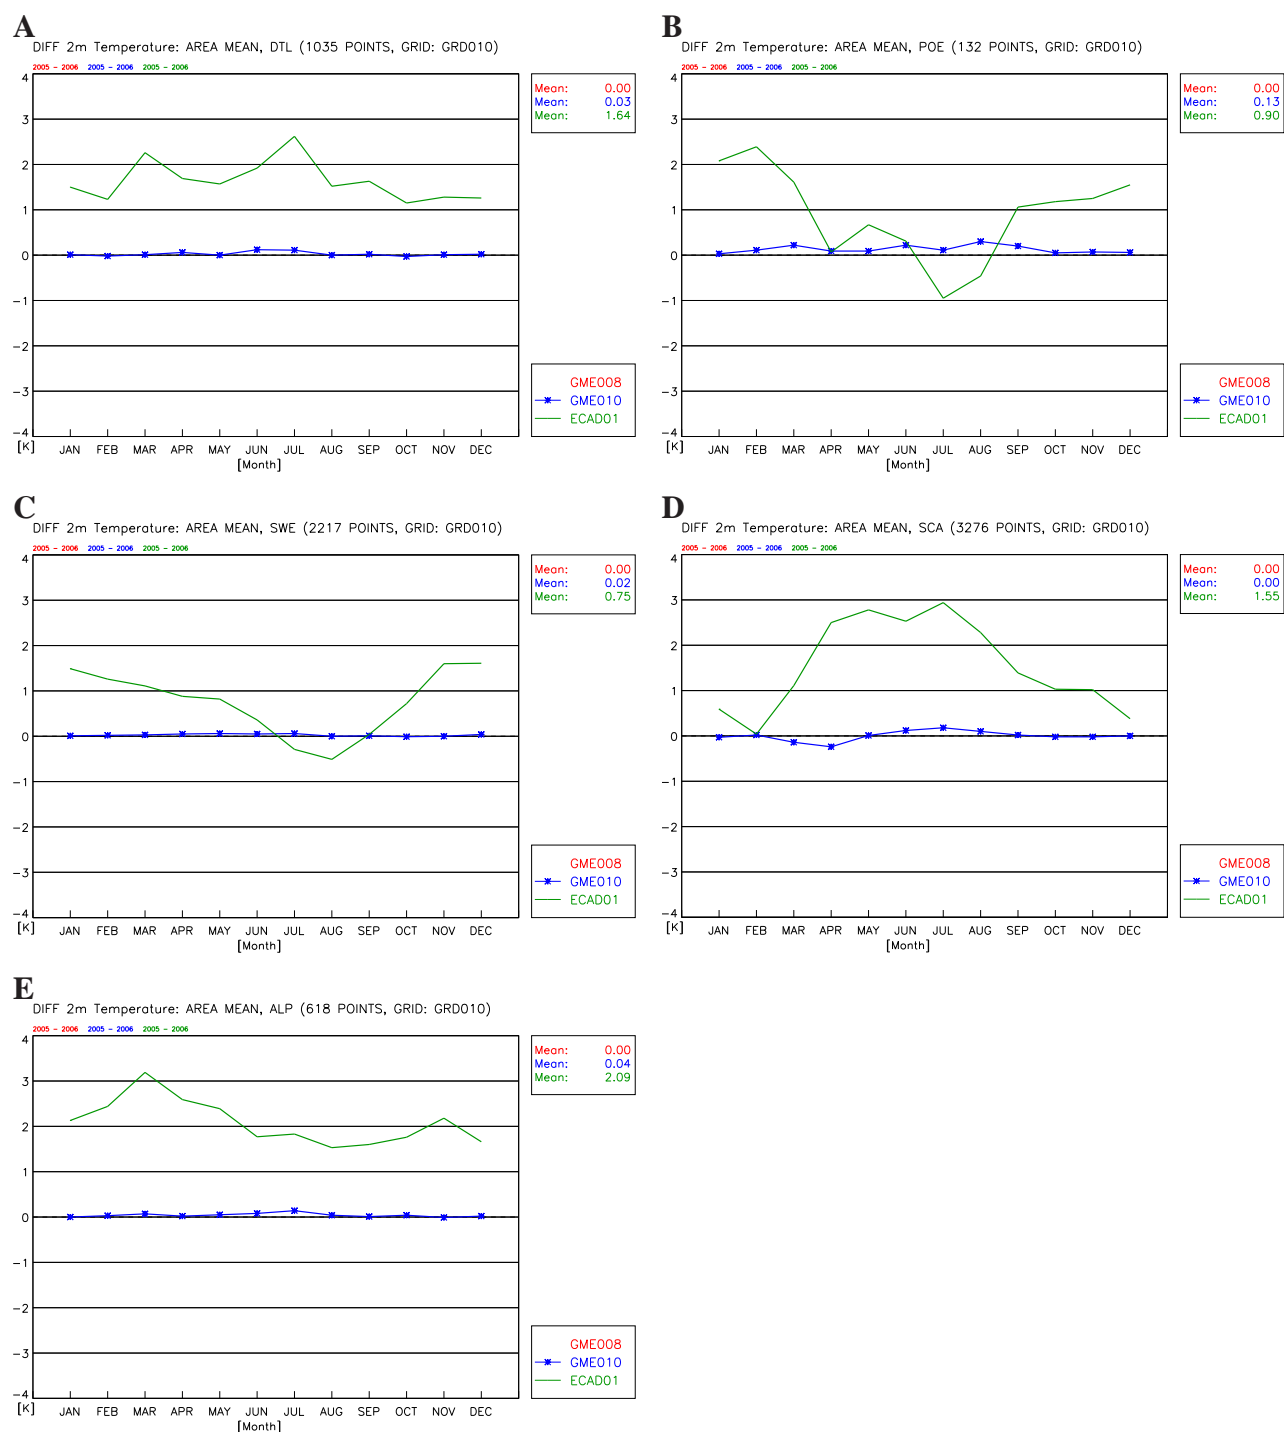 A
DIFF 2m Temperature: AREA MEAN, DTL (1035 POINTS, GRID: GRD010)
2005 - 2006 2005 - 2006 2005 - 2006
4
3
2
1
0
-1
-2
-3
-4
[K]
JAN FEB MAR APR MAY JUN JUL AUG SEP OCT NOV DEC
[Month]
Mean: 0.00
Mean: 0.03
Mean: 1.64
GME008
GME010
ECAD01
B
DIFF 2m Temperature: AREA MEAN, POE (132 POINTS, GRID: GRD010)
2005 - 2006 2005 - 2006 2005 - 2006
4
3
2
1
0
-1
-2
-3
-4
[K]
JAN FEB MAR APR MAY JUN JUL AUG SEP OCT NOV DEC
[Month]
Mean: 0.00
Mean: 0.13
Mean: 0.90
GME008
GME010
ECAD01
C
DIFF 2m Temperature: AREA MEAN, SWE (2217 POINTS, GRID: GRD010)
2005 - 2006 2005 - 2006 2005 - 2006
4
3
2
1
0
-1
-2
-3
-4
[K]
JAN FEB MAR APR MAY JUN JUL AUG SEP OCT NOV DEC
[Month]
Mean: 0.00
Mean: 0.02
Mean: 0.75
GME008
GME010
ECAD01
D
DIFF 2m Temperature: AREA MEAN, SCA (3276 POINTS, GRID: GRD010)
2005 - 2006 2005 - 2006 2005 - 2006
4
3
2
1
0
-1
-2
-3
-4
[K]
JAN FEB MAR APR MAY JUN JUL AUG SEP OCT NOV DEC
[Month]
Mean: 0.00
Mean: 0.00
Mean: 1.55
GME008
GME010
ECAD01
E
DIFF 2m Temperature: AREA MEAN, ALP (618 POINTS, GRID: GRD010)
2005 - 2006 2005 - 2006 2005 - 2006
4
3
2
1
0
-1
-2
-3
-4
[K]
JAN FEB MAR APR MAY JUN JUL AUG SEP OCT NOV DEC
[Month]
Mean: 0.00
Mean: 0.04
Mean: 2.09
GME008
GME010
ECAD01